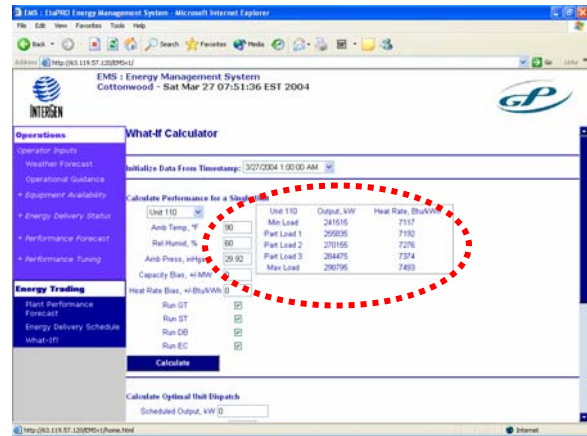 EMS : EtaPRO Energy Management System - Microsoft Internet Explorer
File Edit View Favorites Tools Help
Back Search Favorites Media
Address http://63.119.57.120/EMS+1/ Go Links
EMS : Energy Management System
Cottonwood - Sat Mar 27 07:51:36 EST 2004
INTERGEN
GP
Operations
Operator Inputs
Weather Forecast
Operational Guidance
+ Equipment Availability
+ Energy Delivery Status
+ Performance Forecast
+ Performance Tuning
Energy Trading
Plant Performance
Forecast
Energy Delivery Schedule
What-If?
What-If Calculator
Initialize Data From Timestamp: 3/27/2004 1:00:00 AM
Calculate Performance for a Single Unit
Unit 110
Amb Temp, °F 90
Rel Humid, % 60
Amb Press, inHga 29.92
Capacity Bias, +/-MW 0
Heat Rate Bias, +/-Btu/kWh 0
Run GT
Run ST
Run DB
Run EC
Calculate
Unit 110 Output, kW Heat Rate, Btu/kWh
Min Load 241515 7117
Part Load 1 255835 7192
Part Load 2 270155 7276
Part Load 3 284475 7374
Max Load 298795 7493
Calculate Optimal Unit Dispatch
Scheduled Output, kW 0
http://63.119.57.120/EMS+1/home.html Internet